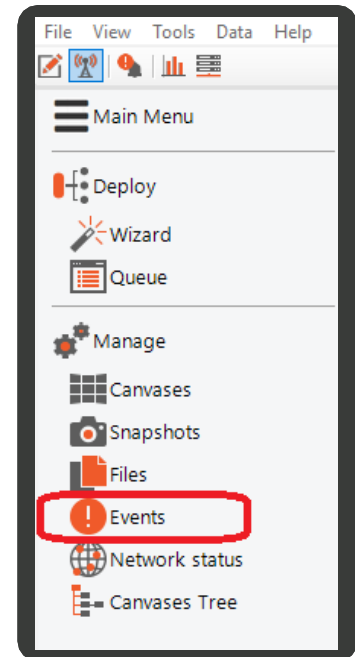 File View Tools Data Help
Main Menu
Deploy
Wizard
Queue
Manage
Canvases
Snapshots
Files
Events
Network status
Canvases Tree